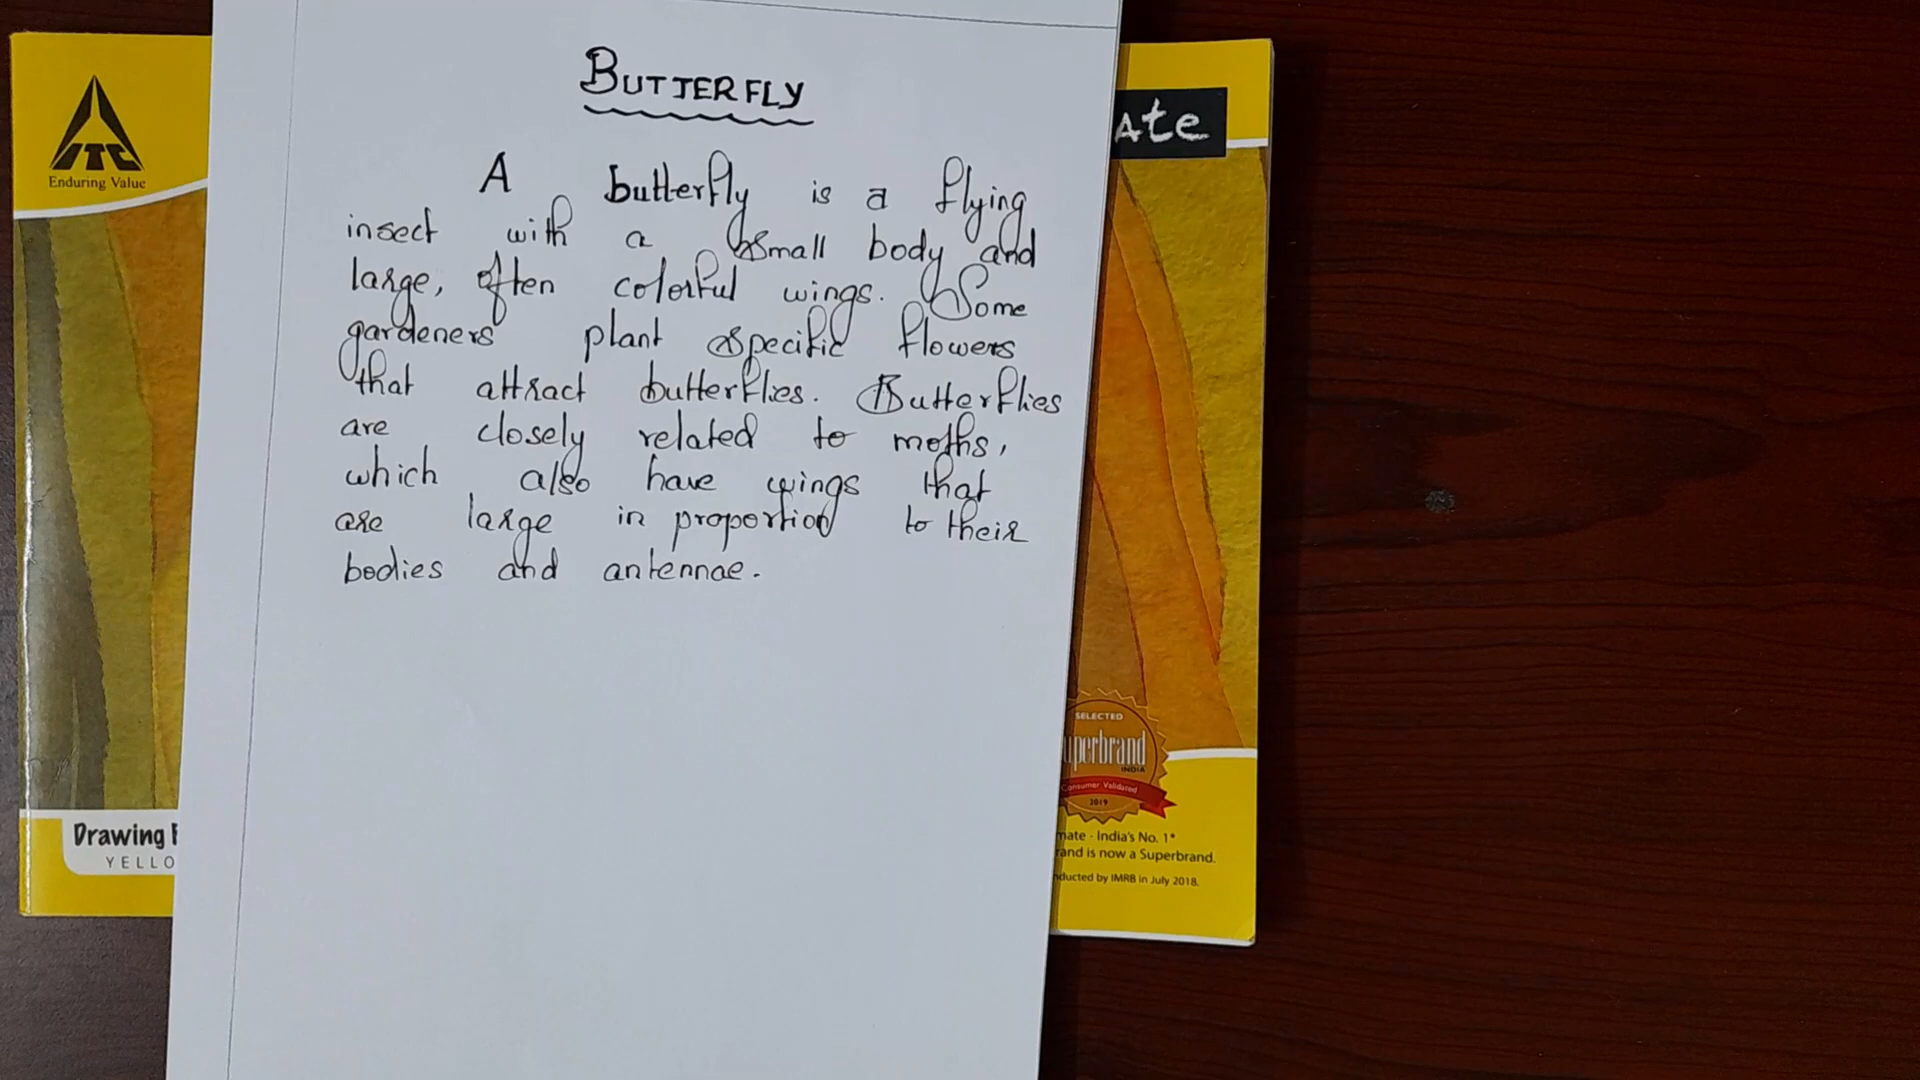 BUTTERFLY
A butterfly is a flying
insect with a small body and
large, often colorful wings. Some
gardeners plant specific flowers
that attract butterflies. Butterflies
are closely related to moths,
which also have wings that
are large in proportion to their
bodies and antennae.
ITC
Enduring Value
Drawing
YELLO
ate
SELECTED
uperbrand
INDIA
Consumer Validated
2019
mate - India's No. 1*
rand is now a Superbrand.
nducted by IMRB in July 2018.